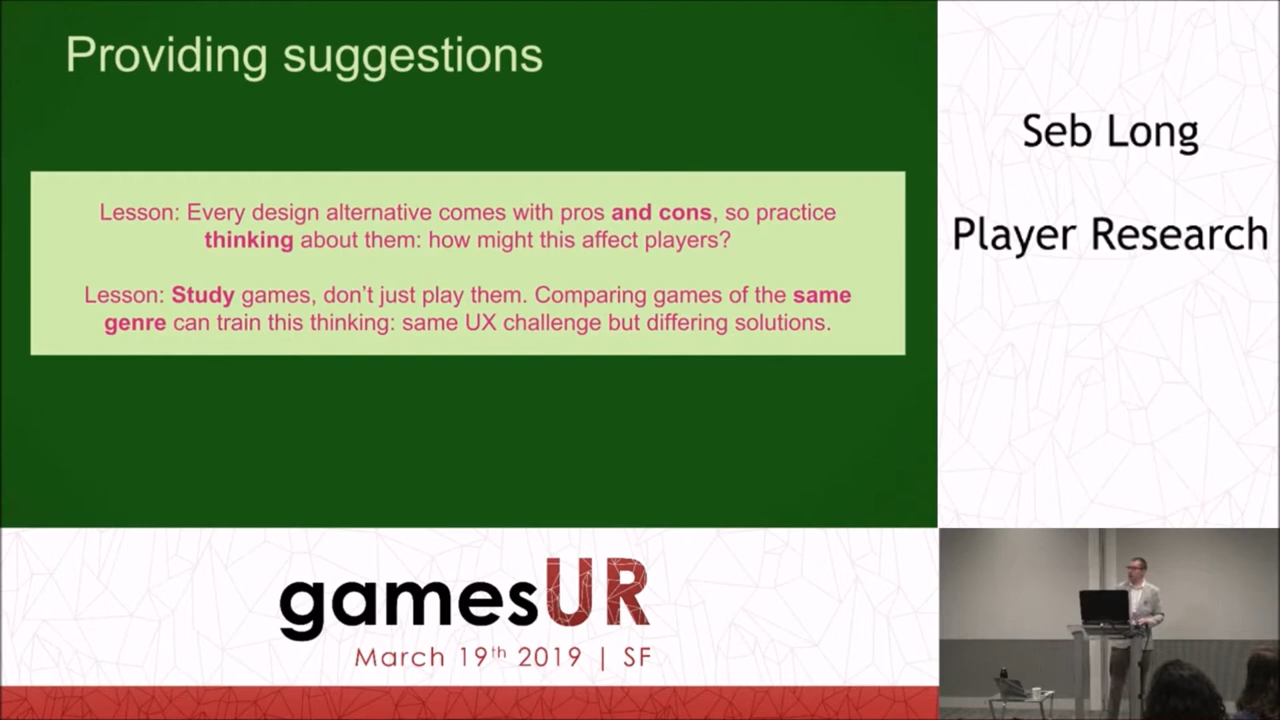 Providing suggestions
Lesson: Every design alternative comes with pros and cons, so practice
thinking about them: how might this affect players?
Lesson: Study games, don't just play them. Comparing games of the same
genre can train this thinking: same UX challenge but differing solutions.
Seb Long
Player Research
gamesUR
March 19th 2019 | SF